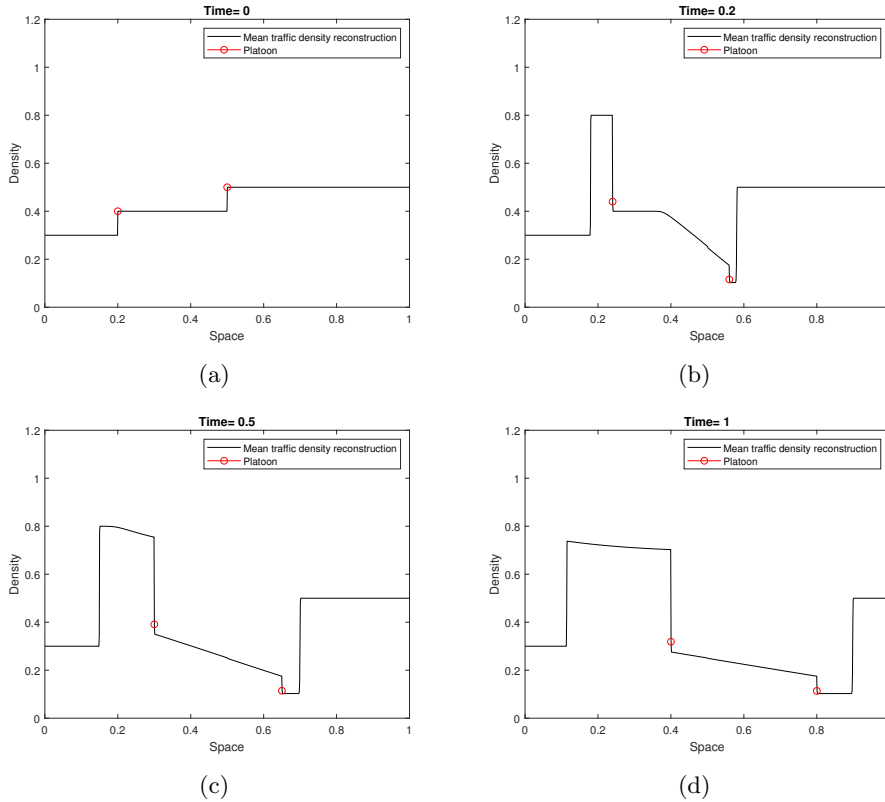 Time= 0
Mean traffic density reconstruction
Platoon
1.2
1
0.8
0.6
0.4
0.2
0
Density
0 0.2 0.4 0.6 0.8 1
Space
(a)
Time= 0.2
Mean traffic density reconstruction
Platoon
1.2
1
0.8
0.6
0.4
0.2
0
Density
0 0.2 0.4 0.6 0.8
Space
(b)
Time= 0.5
Mean traffic density reconstruction
Platoon
1.2
1
0.8
0.6
0.4
0.2
0
Density
0 0.2 0.4 0.6 0.8 1
Space
(c)
Time= 1
Mean traffic density reconstruction
Platoon
1.2
1
0.8
0.6
0.4
0.2
0
Density
0 0.2 0.4 0.6 0.8
Space
(d)